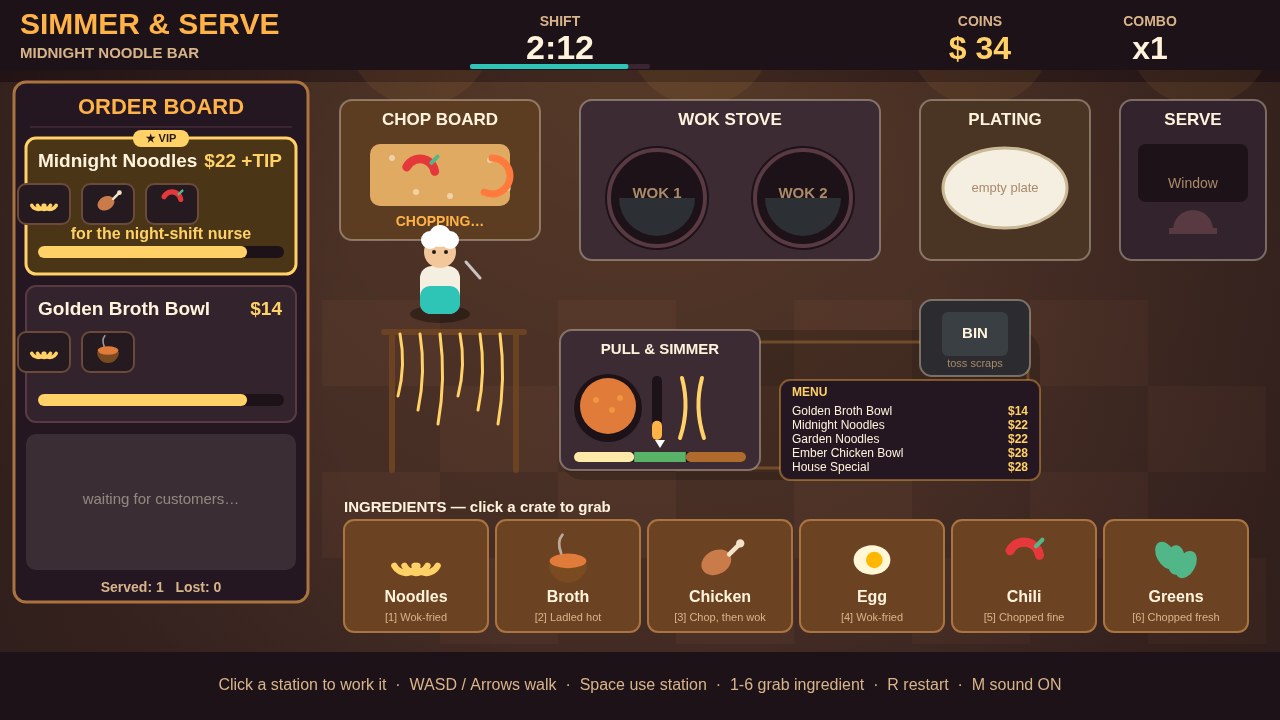 SIMMER & SERVE
MIDNIGHT NOODLE BAR
SHIFT
2:12
COINS
$ 34
COMBO
x1
ORDER BOARD
★ VIP
Midnight Noodles $22 +TIP
for the night-shift nurse
Golden Broth Bowl $14
waiting for customers…
Served: 1 Lost: 0
CHOP BOARD
CHOPPING…
WOK STOVE
WOK 1
WOK 2
PLATING
empty plate
SERVE
Window
PULL & SIMMER
BIN
toss scraps
MENU
Golden Broth Bowl $14
Midnight Noodles $22
Garden Noodles $22
Ember Chicken Bowl $28
House Special $28
INGREDIENTS — click a crate to grab
Noodles
[1] Wok-fried
Broth
[2] Ladled hot
Chicken
[3] Chop, then wok
Egg
[4] Wok-fried
Chili
[5] Chopped fine
Greens
[6] Chopped fresh
Click a station to work it · WASD / Arrows walk · Space use station · 1-6 grab ingredient · R restart · M sound ON